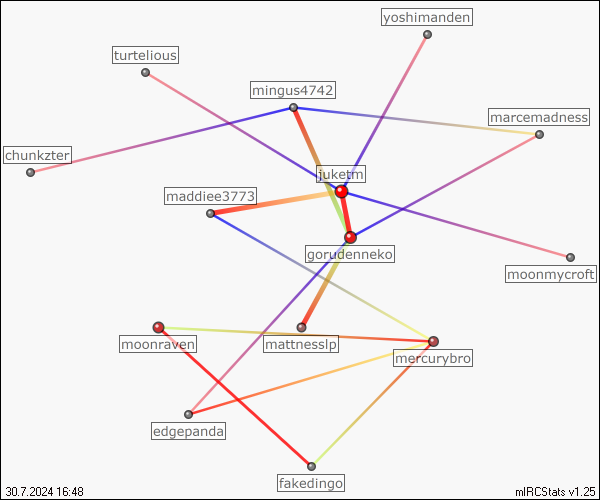 yoshimanden
turtelious
mingus4742
marcemadness
chunkzter
juketm
maddiee3773
gorudenneko
moonmycroft
moonraven
mattnesslp
mercurybro
edgepanda
fakedingo
30.7.2024 16:48
mIRCStats v1.25